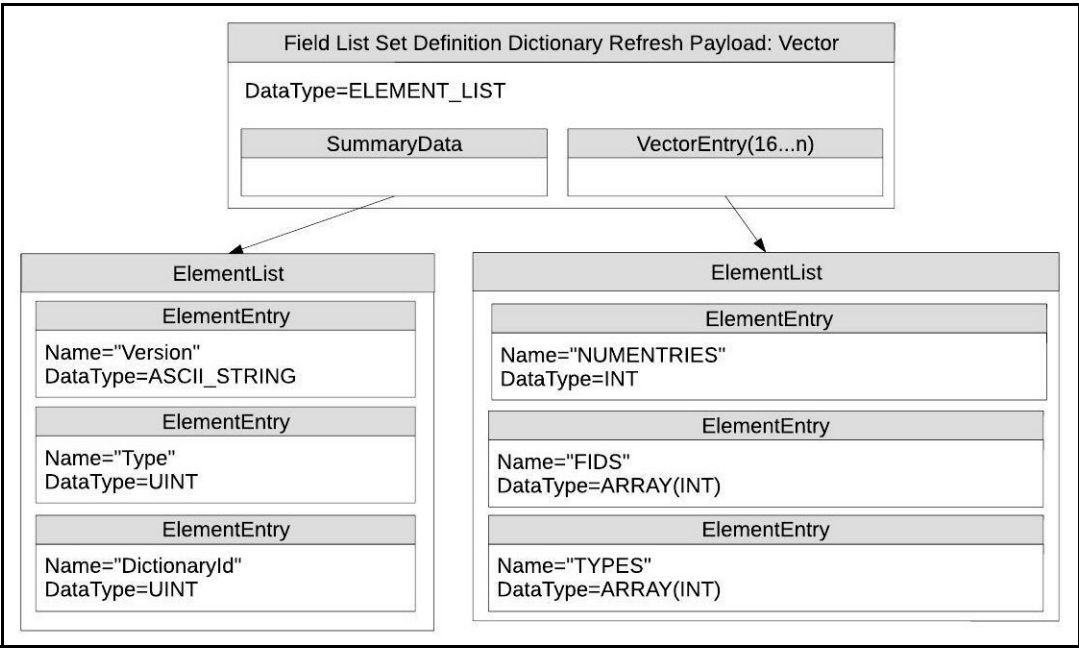 Field List Set Definition Dictionary Refresh Payload: Vector
DataType=ELEMENT_LIST
SummaryData
VectorEntry(16...n)
ElementList
ElementEntry
Name="Version"
DataType=ASCII_STRING
ElementEntry
Name="Type"
DataType=UINT
ElementEntry
Name="DictionaryId"
DataType=UINT
ElementList
ElementEntry
Name="NUMENTRIES"
DataType=INT
ElementEntry
Name="FIDS"
DataType=ARRAY(INT)
ElementEntry
Name="TYPES"
DataType=ARRAY(INT)